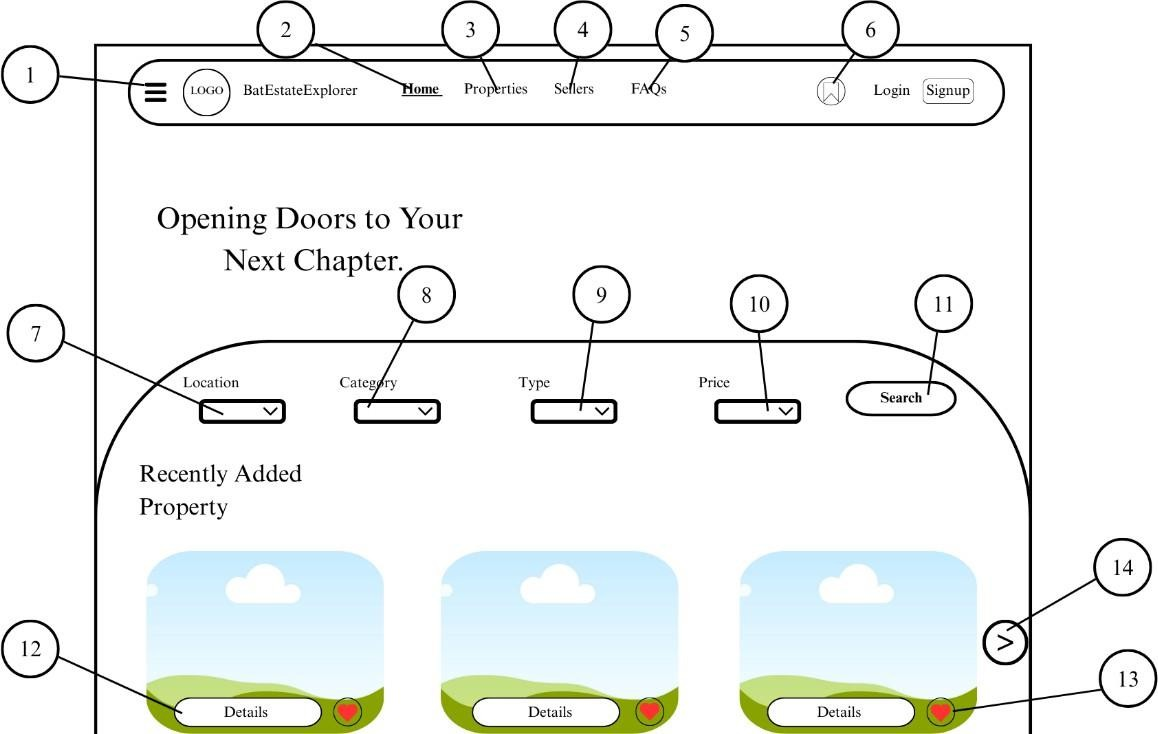 2
3
4
5
6
1
LOGO
BatEstateExplorer
Home
Properties
Sellers
FAQs
Login
Signup
Opening Doors to Your
Next Chapter.
7
8
9
10
11
Location
Category
Type
Price
Search
Recently Added
Property
14
>
12
13
Details
Details
Details